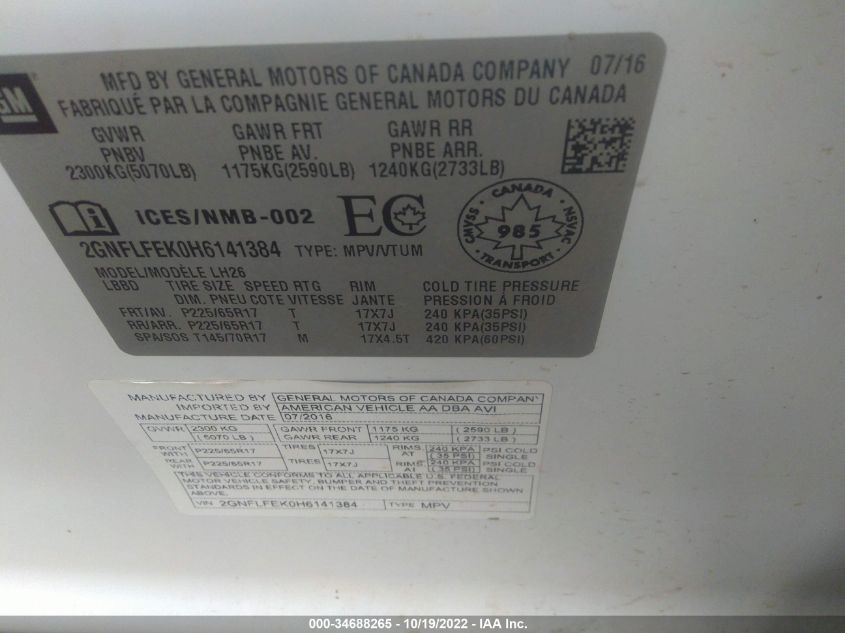 GM
MFD BY GENERAL MOTORS OF CANADA COMPANY 07/16
FABRIQUÉ PAR LA COMPAGNIE GENERAL MOTORS DU CANADA
GVWR GAWR FRT GAWR RR
PNBV PNBE AV. PNBE ARR.
2300KG(5070LB) 1175KG(2590LB) 1240KG(2733LB)
i ICES/NMB-002 EC
CANADA
CMVSS 985 NSVAC
TRANSPORT
2GNFLFEK0H6141384 TYPE: MPV/VTUM
MODEL/MODÈLE LH26
LBBD TIRE SIZE SPEED RTG RIM COLD TIRE PRESSURE
DIM. PNEU COTE VITESSE JANTE PRESSION À FROID
FRT/AV. P225/65R17 T 17X7J 240 KPA(35PSI)
RR/ARR. P225/65R17 T 17X7J 240 KPA(35PSI)
SPA/SOS T145/70R17 M 17X4.5T 420 KPA(60PSI)
MANUFACTURED BY GENERAL MOTORS OF CANADA COMPANY
IMPORTED BY AMERICAN VEHICLE AA DBA AVI
MANUFACTURE DATE 07/2016
GVWR 2300 KG GAWR FRONT 1175 KG ( 2590 LB )
( 5070 LB ) GAWR REAR 1240 KG ( 2733 LB )
FRONT WITH P225/65R17 TIRES 17X7J RIMS AT 240 KPA ( 35 PSI) PSI COLD SINGLE
REAR WITH P225/65R17 TIRES 17X7J RIMS AT 240 KPA ( 35 PSI) PSI COLD SINGLE
THIS VEHICLE CONFORMS TO ALL APPLICABLE U.S. FEDERAL
MOTOR VEHICLE SAFETY, BUMPER AND THEFT PREVENTION
STANDARDS IN EFFECT ON THE DATE OF MANUFACTURE SHOWN
ABOVE.
VIN 2GNFLFEK0H6141384 TYPE MPV
000-34688265 - 10/19/2022 - IAA Inc.